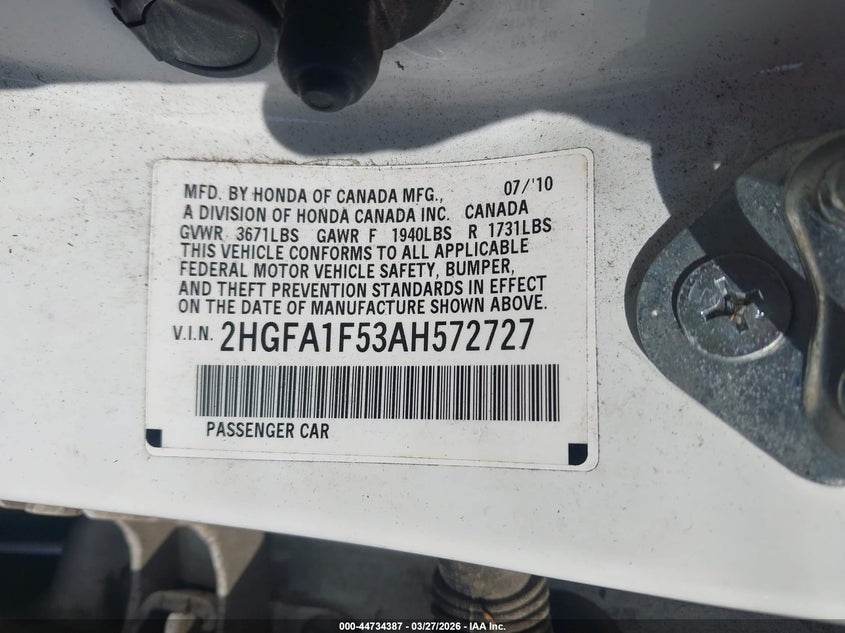 MFD. BY HONDA OF CANADA MFG., 07/'10
A DIVISION OF HONDA CANADA INC. CANADA
GVWR 3671LBS GAWR F 1940LBS R 1731LBS
THIS VEHICLE CONFORMS TO ALL APPLICABLE
FEDERAL MOTOR VEHICLE SAFETY, BUMPER,
AND THEFT PREVENTION STANDARDS IN EFFECT
ON THE DATE OF MANUFACTURE SHOWN ABOVE.
V.I.N. 2HGFA1F53AH572727
PASSENGER CAR
000-44734387 - 03/27/2026 - IAA Inc.